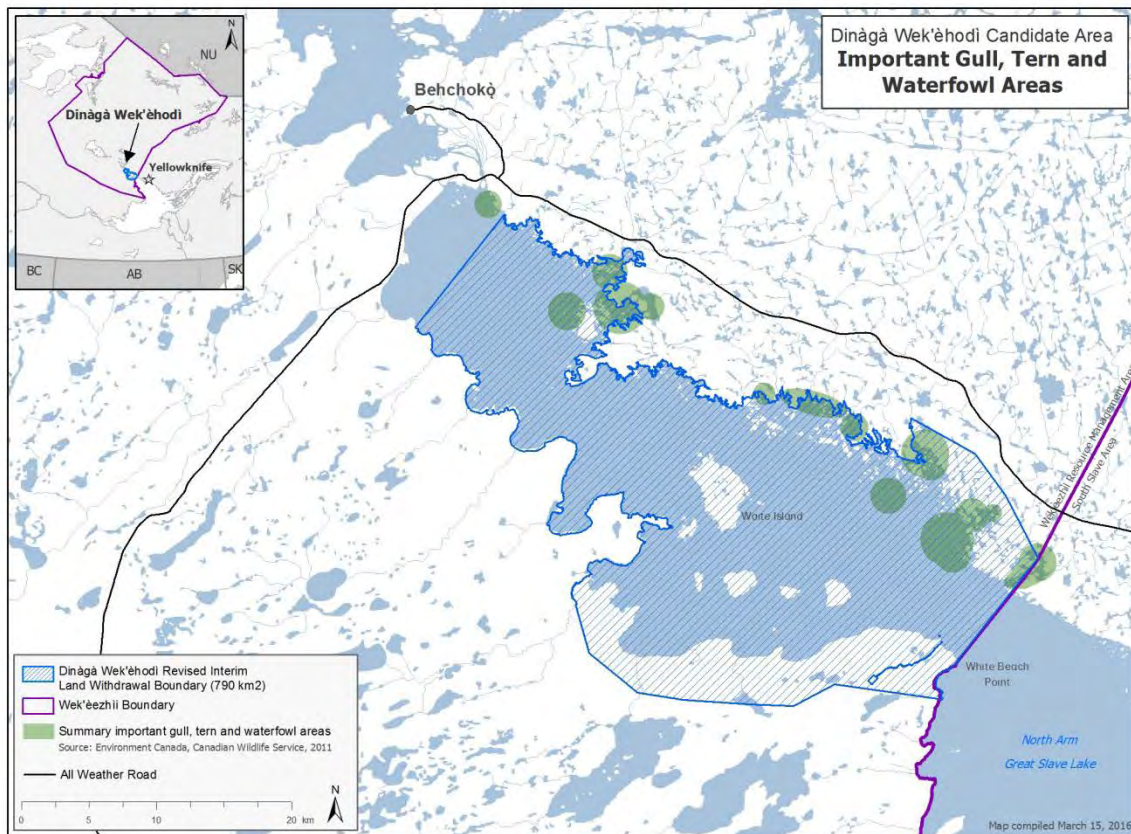 Dinàgà Wek'èhodì Candidate Area
Important Gull, Tern and
Waterfowl Areas
N
NU
Dinàgà Wek'èhodì
Yellowknife
BC
AB
SK
Behchokǫ̀
Wek'èezhìi Resource Management Area
South Slave Area
Waite Island
White Beach
Point
North Arm
Great Slave Lake
Dinàgà Wek'èhodì Revised Interim
Land Withdrawal Boundary (790 km2)
Wek'èezhìi Boundary
Summary important gull, tern and waterfowl areas
Source: Environment Canada, Canadian Wildlife Service, 2011
All Weather Road
0 5 10 20 km
N
Map compiled March 15, 2016